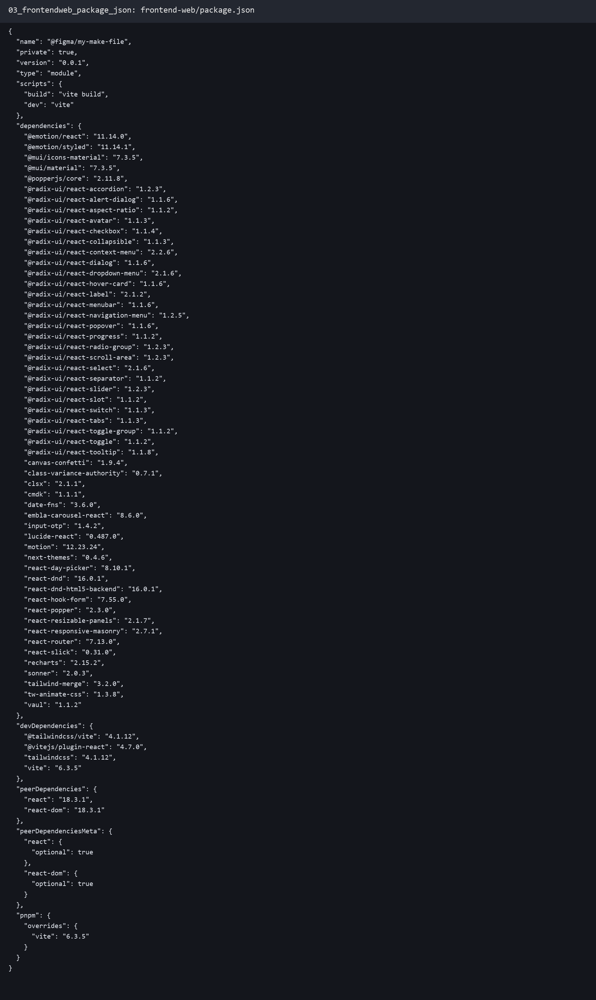 03_frontendweb_package_json: frontend-web/package.json
{
  "name": "@figma/my-make-file",
  "private": true,
  "version": "0.0.1",
  "type": "module",
  "scripts": {
    "build": "vite build",
    "dev": "vite"
  },
  "dependencies": {
    "@emotion/react": "11.14.0",
    "@emotion/styled": "11.14.1",
    "@mui/icons-material": "7.3.5",
    "@mui/material": "7.3.5",
    "@popperjs/core": "2.11.8",
    "@radix-ui/react-accordion": "1.2.3",
    "@radix-ui/react-alert-dialog": "1.1.6",
    "@radix-ui/react-aspect-ratio": "1.1.2",
    "@radix-ui/react-avatar": "1.1.3",
    "@radix-ui/react-checkbox": "1.1.4",
    "@radix-ui/react-collapsible": "1.1.3",
    "@radix-ui/react-context-menu": "2.2.6",
    "@radix-ui/react-dialog": "1.1.6",
    "@radix-ui/react-dropdown-menu": "2.1.6",
    "@radix-ui/react-hover-card": "1.1.6",
    "@radix-ui/react-label": "2.1.2",
    "@radix-ui/react-menubar": "1.1.6",
    "@radix-ui/react-navigation-menu": "1.2.5",
    "@radix-ui/react-popover": "1.1.6",
    "@radix-ui/react-progress": "1.1.2",
    "@radix-ui/react-radio-group": "1.2.3",
    "@radix-ui/react-scroll-area": "1.2.3",
    "@radix-ui/react-select": "2.1.6",
    "@radix-ui/react-separator": "1.1.2",
    "@radix-ui/react-slider": "1.2.3",
    "@radix-ui/react-slot": "1.1.2",
    "@radix-ui/react-switch": "1.1.3",
    "@radix-ui/react-tabs": "1.1.3",
    "@radix-ui/react-toggle-group": "1.1.2",
    "@radix-ui/react-toggle": "1.1.2",
    "@radix-ui/react-tooltip": "1.1.8",
    "canvas-confetti": "1.9.4",
    "class-variance-authority": "0.7.1",
    "clsx": "2.1.1",
    "cmdk": "1.1.1",
    "date-fns": "3.6.0",
    "embla-carousel-react": "8.6.0",
    "input-otp": "1.4.2",
    "lucide-react": "0.487.0",
    "motion": "12.23.24",
    "next-themes": "0.4.6",
    "react-day-picker": "8.10.1",
    "react-dnd": "16.0.1",
    "react-dnd-html5-backend": "16.0.1",
    "react-hook-form": "7.55.0",
    "react-popper": "2.3.0",
    "react-resizable-panels": "2.1.7",
    "react-responsive-masonry": "2.7.1",
    "react-router": "7.13.0",
    "react-slick": "0.31.0",
    "recharts": "2.15.2",
    "sonner": "2.0.3",
    "tailwind-merge": "3.2.0",
    "tw-animate-css": "1.3.8",
    "vaul": "1.1.2"
  },
  "devDependencies": {
    "@tailwindcss/vite": "4.1.12",
    "@vitejs/plugin-react": "4.7.0",
    "tailwindcss": "4.1.12",
    "vite": "6.3.5"
  },
  "peerDependencies": {
    "react": "18.3.1",
    "react-dom": "18.3.1"
  },
  "peerDependenciesMeta": {
    "react": {
      "optional": true
    },
    "react-dom": {
      "optional": true
    }
  },
  "pnpm": {
    "overrides": {
      "vite": "6.3.5"
    }
  }
}